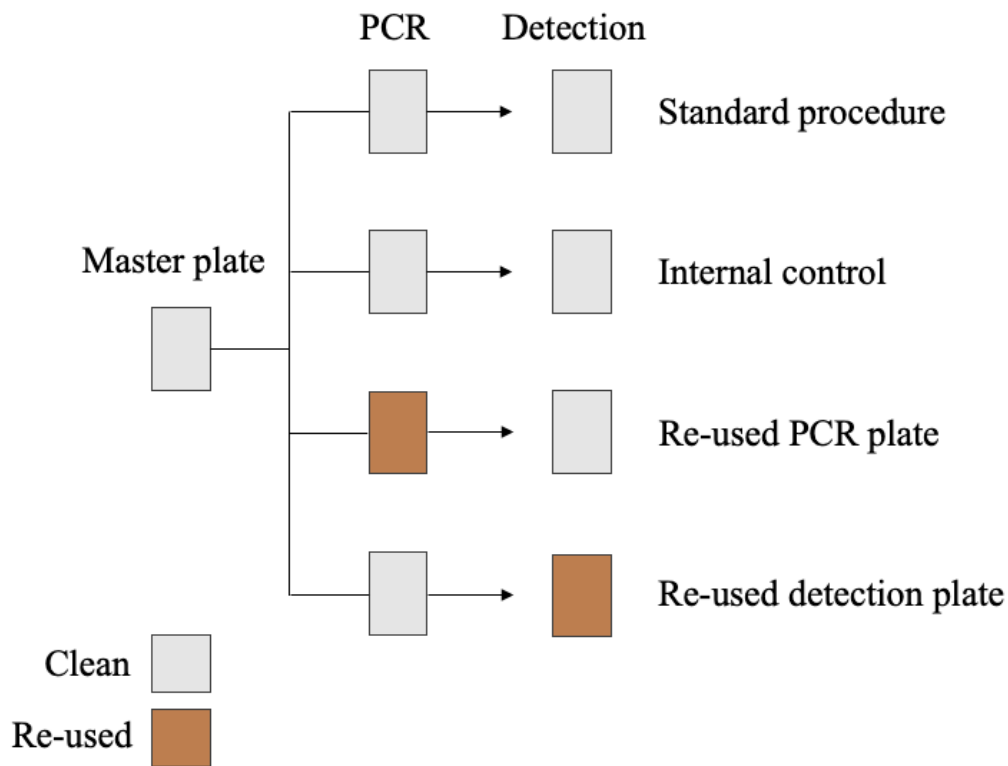 PCR
Detection
Standard procedure
Master plate
Internal control
Re-used PCR plate
Re-used detection plate
Clean
Re-used